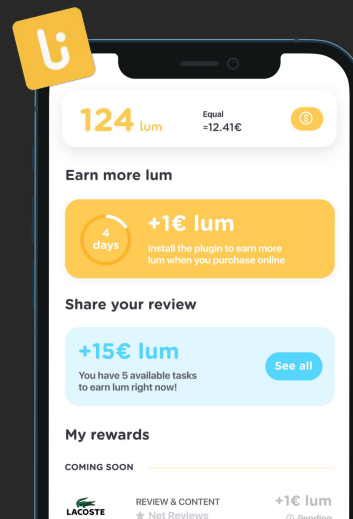 124 lum
Equal
≈12.41€
Earn more lum
4
days
+1€ lum
Install the plugin to earn more
lum when you purchase online
Share your review
+15€ lum
You have 5 available tasks
to earn lum right now!
See all
My rewards
COMING SOON
LACOSTE
REVIEW & CONTENT
+1€ lum
Net Reviews
Pending